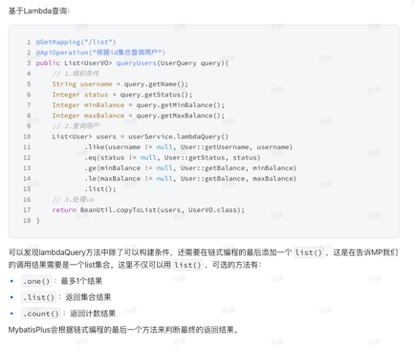 基于Lambda查询：
1 @GetMapping("/list")
2 @ApiOperation("根据id集合查询用户")
3 public List<UserVO> queryUsers(UserQuery query){
4 // 1.组织条件
5 String username = query.getName();
6 Integer status = query.getStatus();
7 Integer minBalance = query.getMinBalance();
8 Integer maxBalance = query.getMaxBalance();
9 // 2.查询用户
10 List<User> users = userService.lambdaQuery()
11 .like(username != null, User::getUsername, username)
12 .eq(status != null, User::getStatus, status)
13 .ge(minBalance != null, User::getBalance, minBalance)
14 .le(maxBalance != null, User::getBalance, maxBalance)
15 .list();
16 // 3.处理vo
17 return BeanUtil.copyToList(users, UserVO.class);
18 }
可以发现lambdaQuery方法中除了可以构建条件，还需要在链式编程的最后添加一个 list() ，这是在告诉MP我们
的调用结果需要是一个list集合。这里不仅可以用 list() ，可选的方法有：
• .one() ：最多1个结果
• .list() ：返回集合结果
• .count() ：返回计数结果
MybatisPlus会根据链式编程的最后一个方法来判断最终的返回结果。